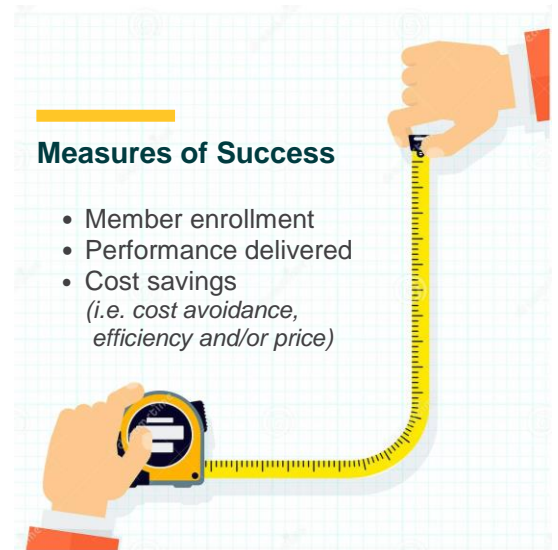 Measures of Success
• Member enrollment
• Performance delivered
• Cost savings
(i.e. cost avoidance,
efficiency and/or price)